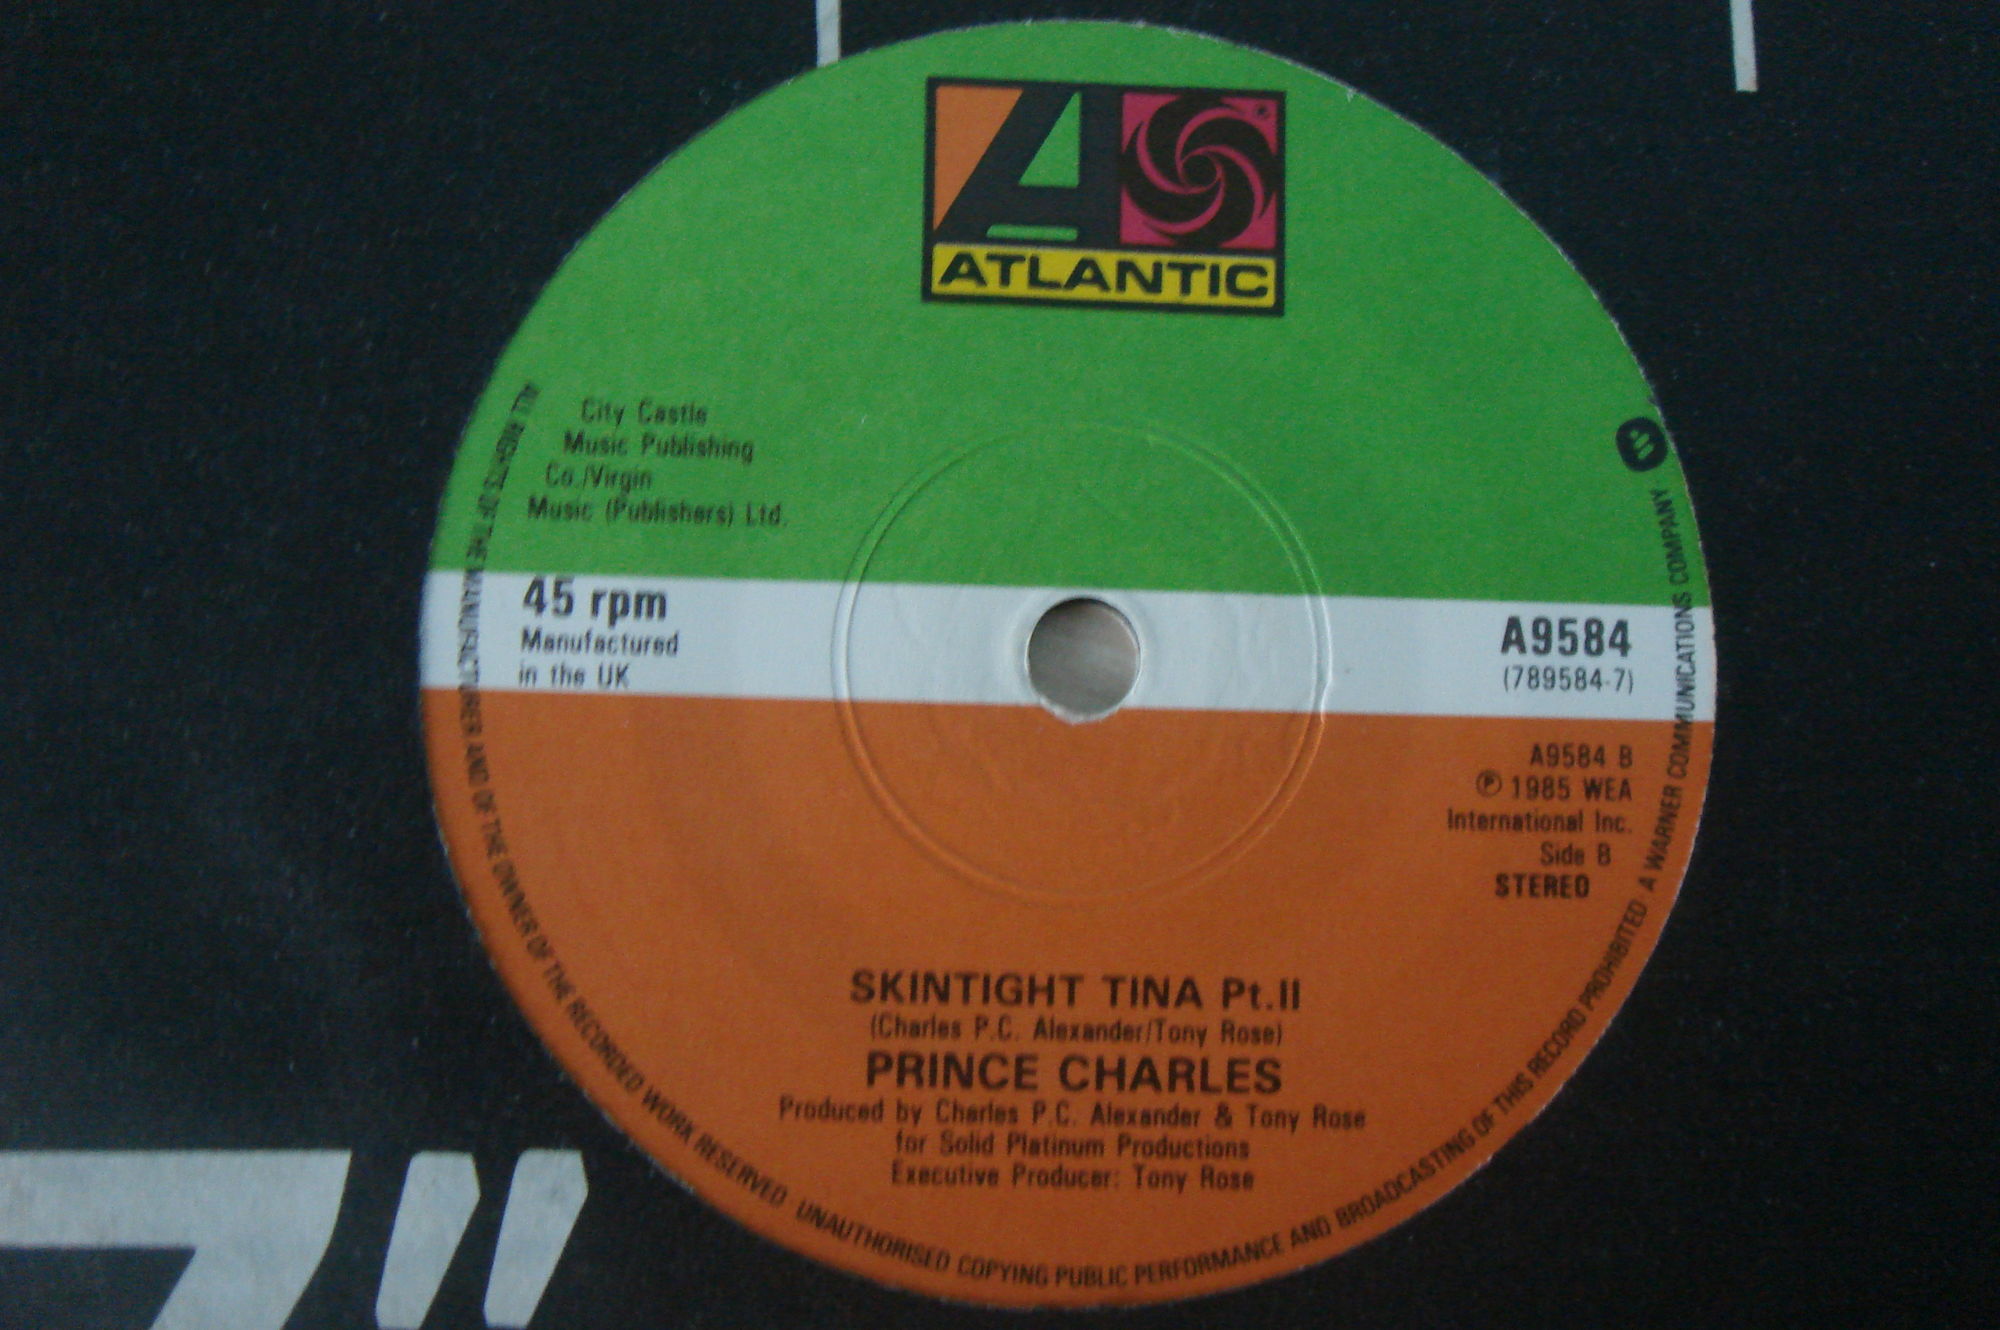 ATLANTIC
City Castle
Music Publishing
Co./Virgin
Music (Publishers) Ltd.
45 rpm
Manufactured
in the UK
A9584
(789584-7)
A9584 B
℗ 1985 WEA
International Inc.
Side B
STEREO
SKINTIGHT TINA Pt.II
(Charles P.C. Alexander/Tony Rose)
PRINCE CHARLES
Produced by Charles P.C. Alexander & Tony Rose
for Solid Platinum Productions
Executive Producer: Tony Rose
ALL RIGHTS OF THE MANUFACTURER AND OF THE OWNER OF THE RECORDED WORK RESERVED UNAUTHORISED COPYING PUBLIC PERFORMANCE AND BROADCASTING OF THIS RECORD PROHIBITED A WARNER COMMUNICATIONS COMPANY
7"